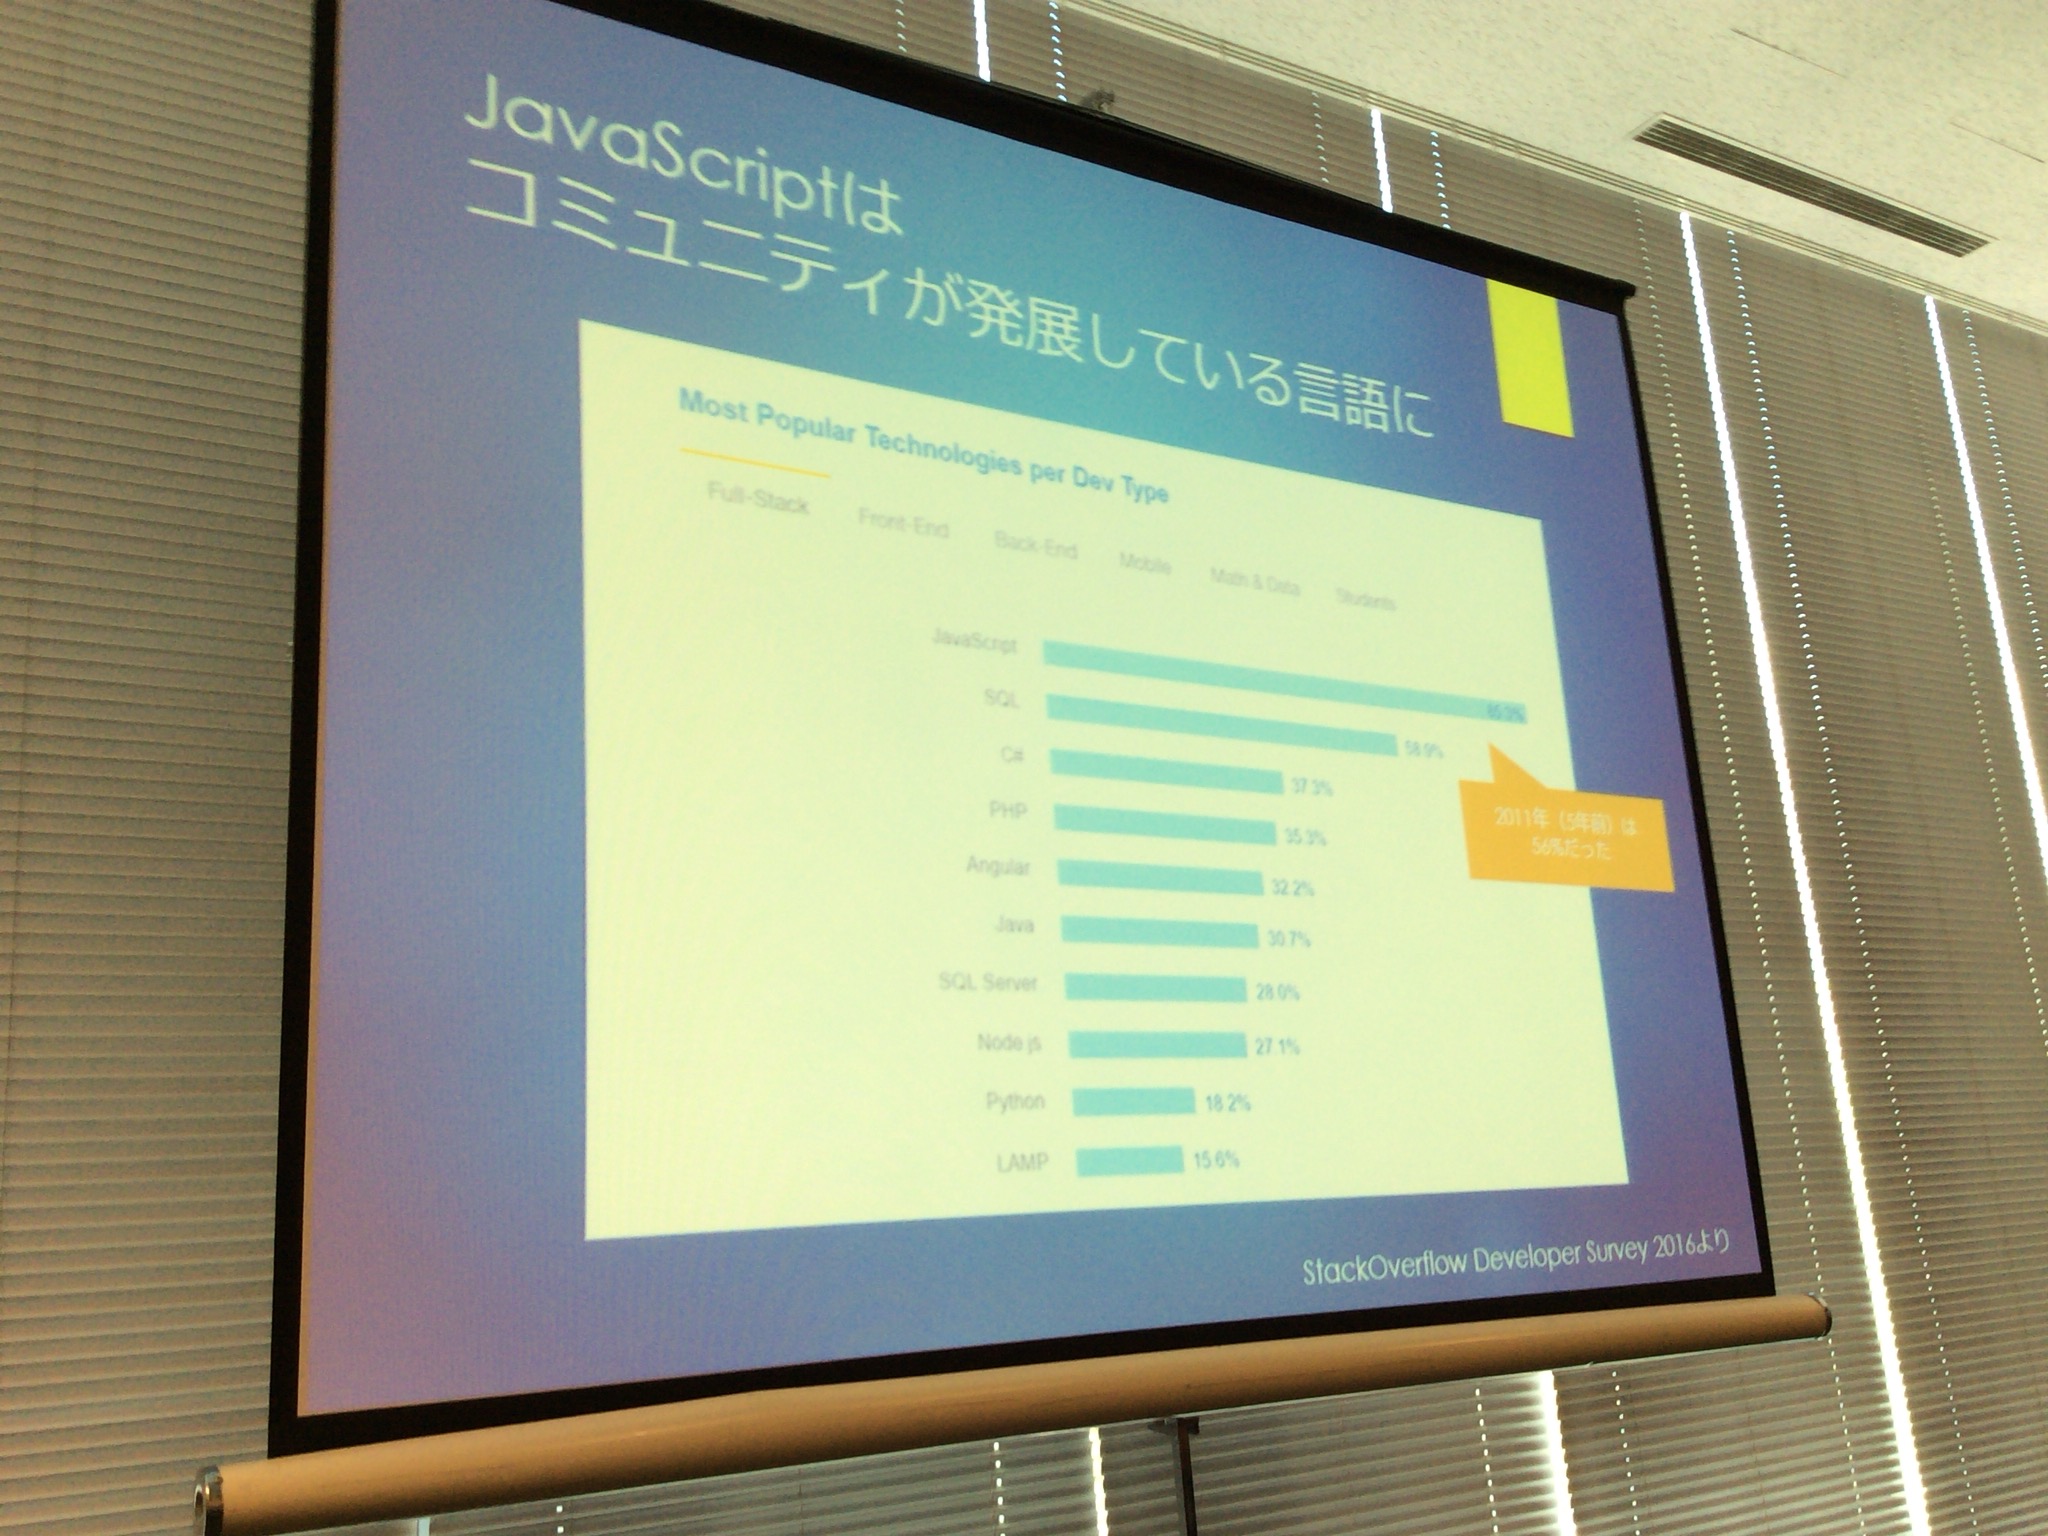 JavaScriptは
コミュニティが発展している言語に
Most Popular Technologies per Dev Type
Full-Stack Front-End Back-End Mobile Math & Data Students
JavaScript
SQL 58.9%
C# 37.3%
PHP 35.3%
Angular 32.2%
Java 30.7%
SQL Server 28.0%
Node.js 27.1%
Python 18.2%
LAMP 15.6%
2011年（5年前）は
56%だった
StackOverflow Developer Survey 2016より